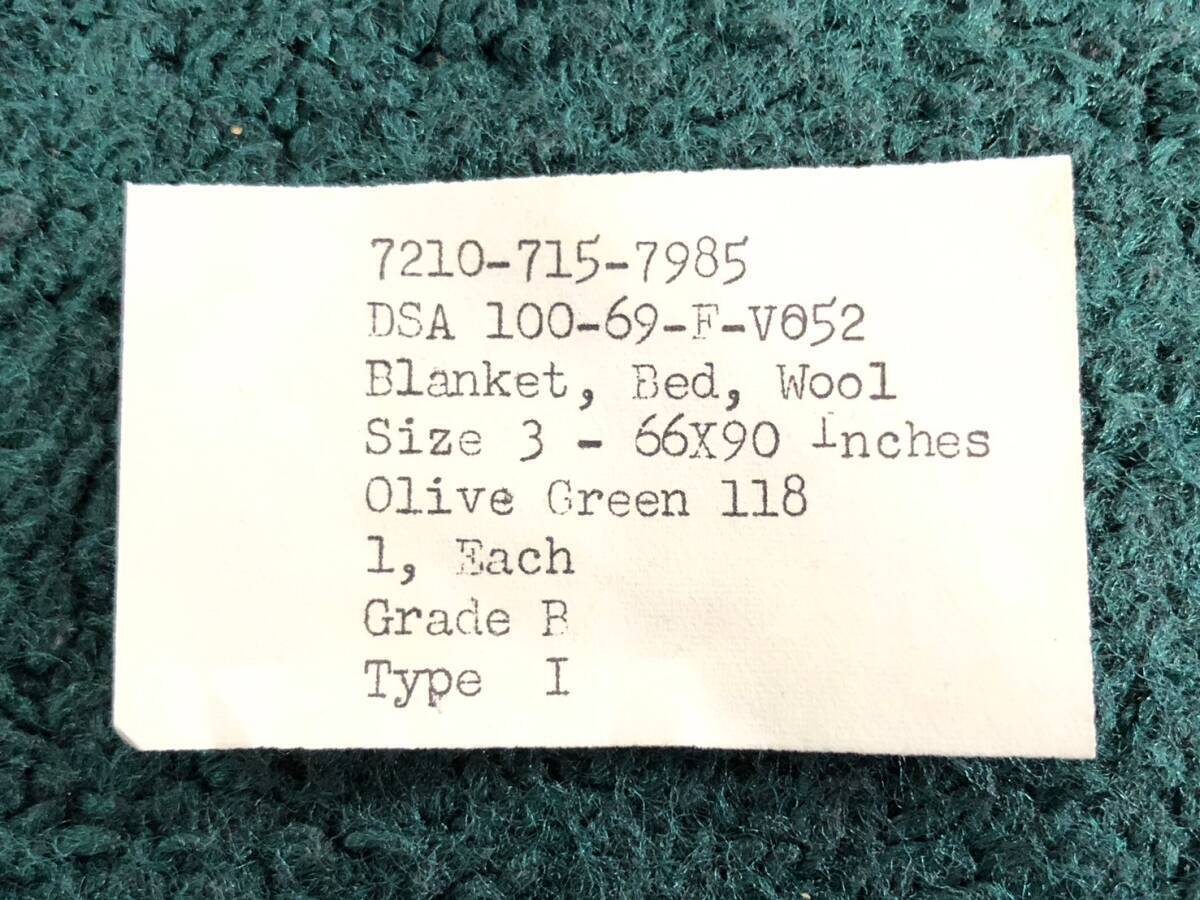 7210-715-7985
DSA 100-69-F-V052
Blanket, Bed, Wool
Size 3 - 66X90 Inches
Olive Green 118
1, Each
Grade B
Type I